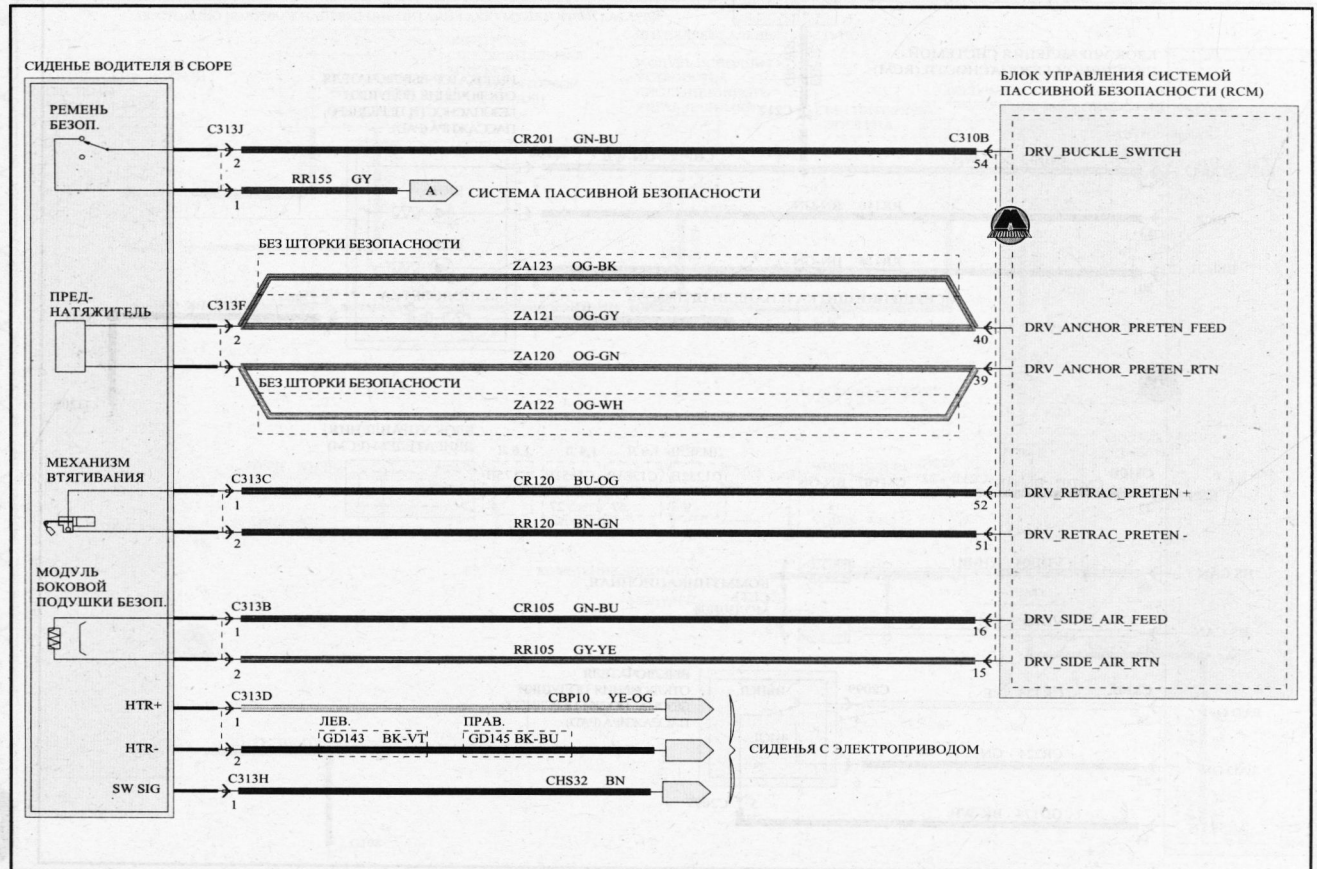 СИДЕНЬЕ ВОДИТЕЛЯ В СБОРЕ
БЛОК УПРАВЛЕНИЯ СИСТЕМОЙ
ПАССИВНОЙ БЕЗОПАСНОСТИ (RCM)
РЕМЕНЬ
БЕЗОП.
C313J
CR201 GN-BU
C310B
DRV_BUCKLE_SWITCH
2
54
RR155 GY
A
СИСТЕМА ПАССИВНОЙ БЕЗОПАСНОСТИ
1
БЕЗ ШТОРКИ БЕЗОПАСНОСТИ
ZA123 OG-BK
ПРЕД-
НАТЯЖИТЕЛЬ
C313F
ZA121 OG-GY
DRV_ANCHOR_PRETEN_FEED
2
40
ZA120 OG-GN
DRV_ANCHOR_PRETEN_RTN
1
39
БЕЗ ШТОРКИ БЕЗОПАСНОСТИ
ZA122 OG-WH
МЕХАНИЗМ
ВТЯГИВАНИЯ
C313C
CR120 BU-OG
DRV_RETRAC_PRETEN +
1
52
RR120 BN-GN
DRV_RETRAC_PRETEN -
2
51
МОДУЛЬ
БОКОВОЙ
ПОДУШКИ БЕЗОП.
C313B
CR105 GN-BU
DRV_SIDE_AIR_FEED
1
16
RR105 GY-YE
DRV_SIDE_AIR_RTN
2
15
HTR+
C313D
CBP10 YE-OG
1
ЛЕВ.
ПРАВ.
HTR-
GD143 BK-VT
GD145 BK-BU
СИДЕНЬЯ С ЭЛЕКТРОПРИВОДОМ
2
SW SIG
C313H
CHS32 BN
1